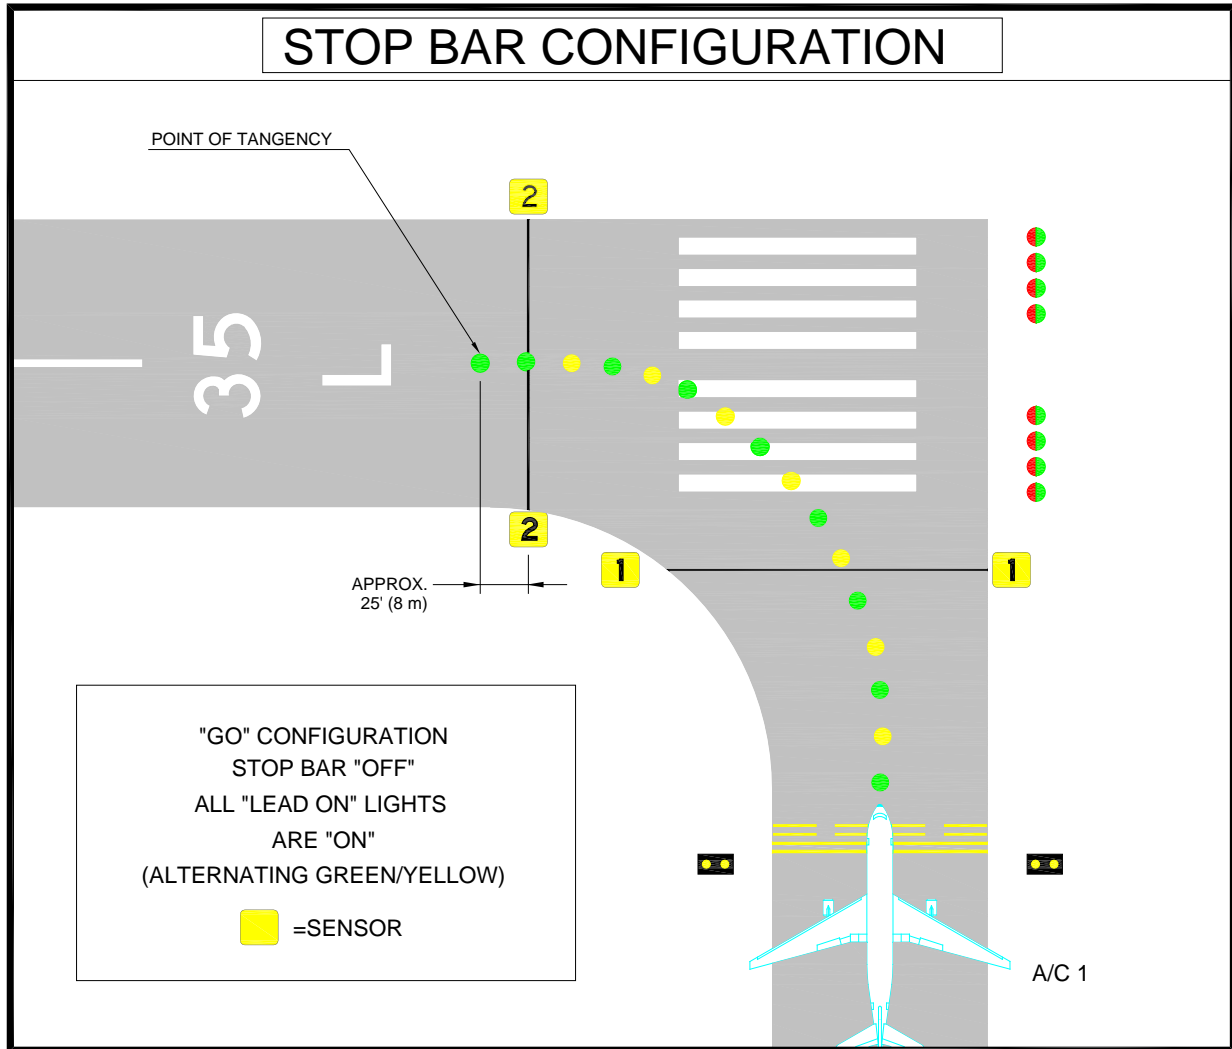 STOP BAR CONFIGURATION
POINT OF TANGENCY
2
35
L
2
1
1
APPROX.
25' (8 m)
"GO" CONFIGURATION
STOP BAR "OFF"
ALL "LEAD ON" LIGHTS
ARE "ON"
(ALTERNATING GREEN/YELLOW)
=SENSOR
A/C 1